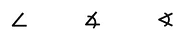 ∠ ∡ ∢